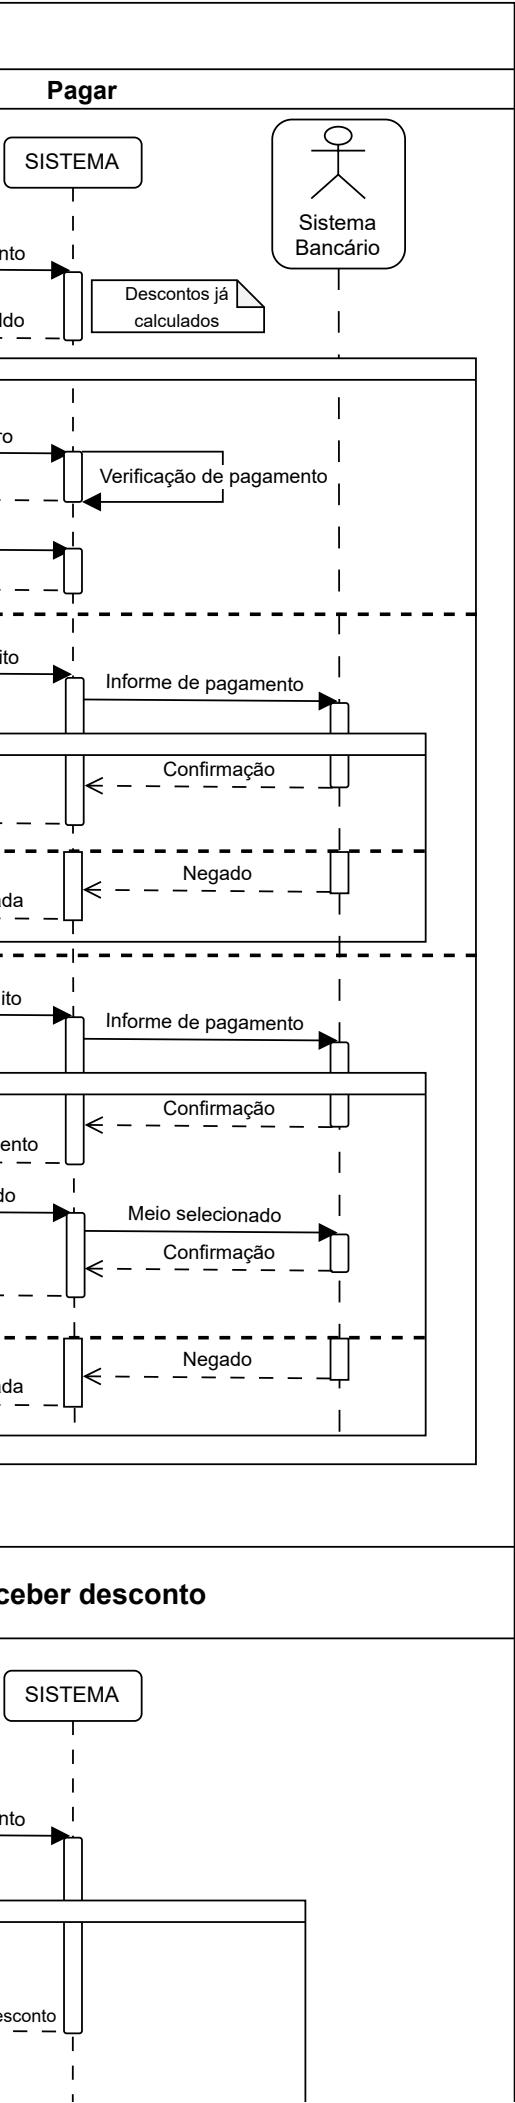 Pagar
SISTEMA
Sistema
Bancário
nto
Descontos já
calculados
ldo
ro
Verificação de pagamento
ito
Informe de pagamento
Confirmação
Negado
ada
ito
Informe de pagamento
Confirmação
ento
do
Meio selecionado
Confirmação
Negado
ada
ceber desconto
SISTEMA
nto
esconto